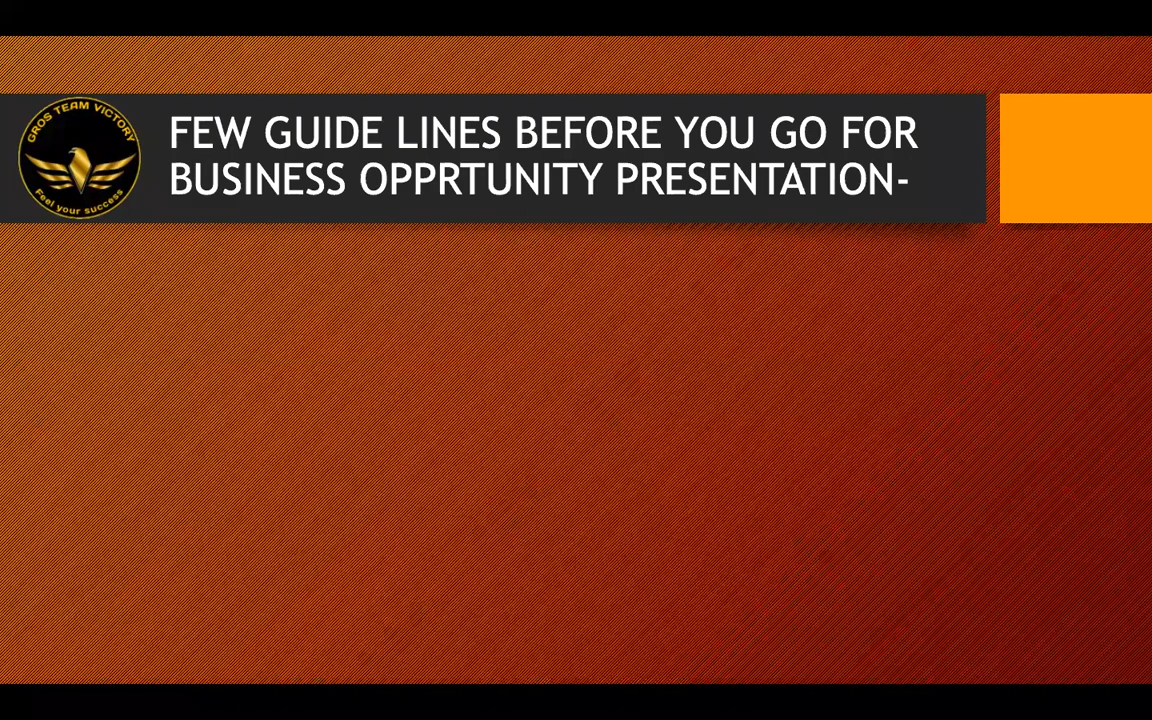 GROS TEAM VICTORY
Feel your success
FEW GUIDE LINES BEFORE YOU GO FOR
BUSINESS OPPRTUNITY PRESENTATION-